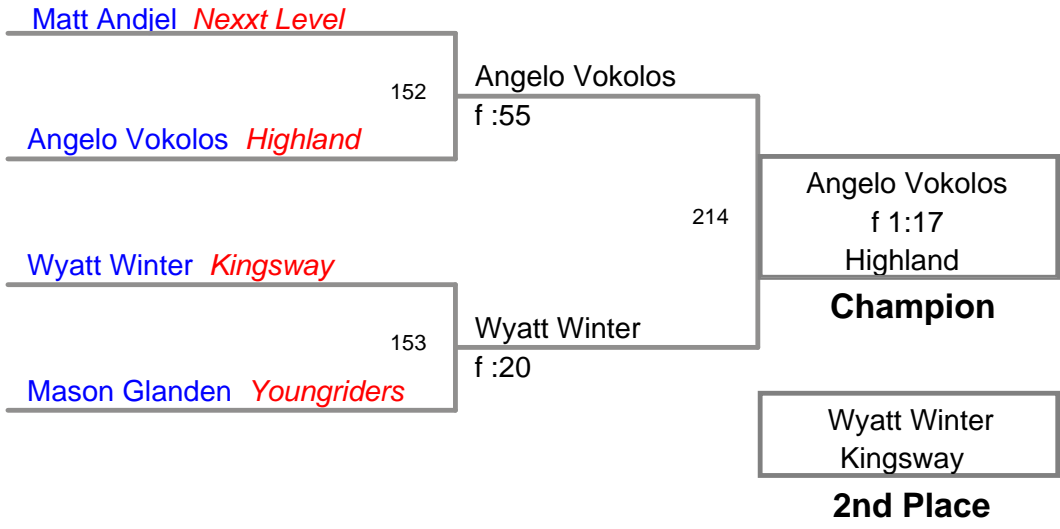 Matt Andjel Nexxt Level
152
Angelo Vokolos
f :55
Angelo Vokolos Highland
214
Angelo Vokolos
f 1:17
Highland
Champion
Wyatt Winter Kingsway
153
Wyatt Winter
f :20
Mason Glanden Youngriders
Wyatt Winter
Kingsway
2nd Place